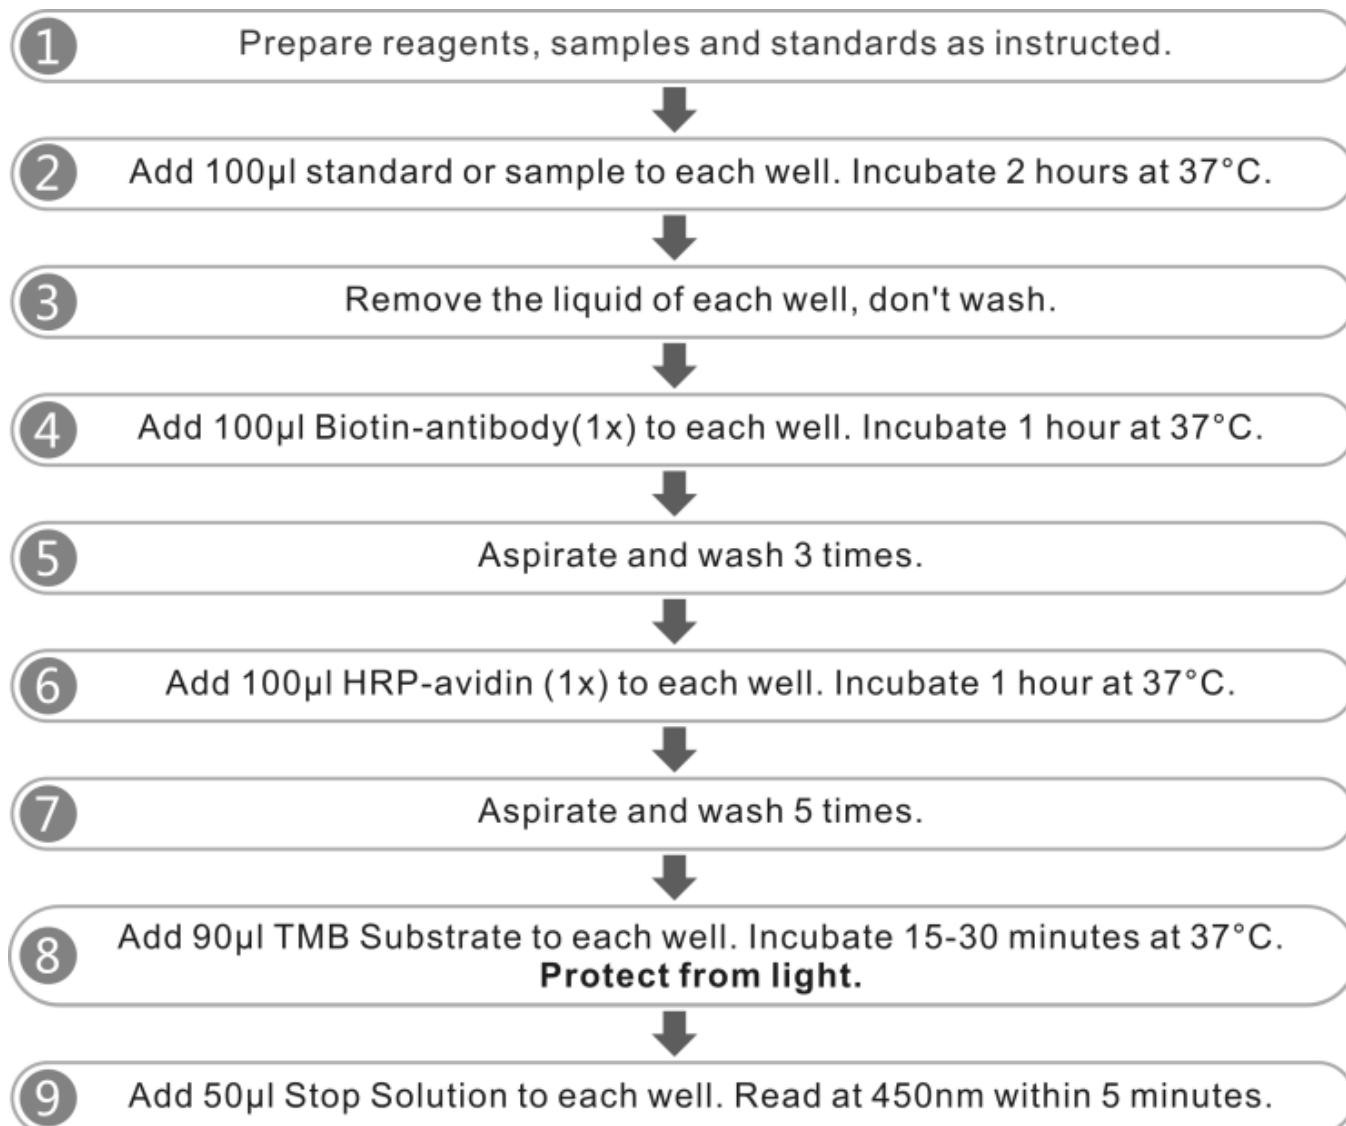 1 Prepare reagents, samples and standards as instructed.
2 Add 100µl standard or sample to each well. Incubate 2 hours at 37°C.
3 Remove the liquid of each well, don't wash.
4 Add 100µl Biotin-antibody(1x) to each well. Incubate 1 hour at 37°C.
5 Aspirate and wash 3 times.
6 Add 100µl HRP-avidin (1x) to each well. Incubate 1 hour at 37°C.
7 Aspirate and wash 5 times.
8 Add 90µl TMB Substrate to each well. Incubate 15-30 minutes at 37°C.
Protect from light.
9 Add 50µl Stop Solution to each well. Read at 450nm within 5 minutes.